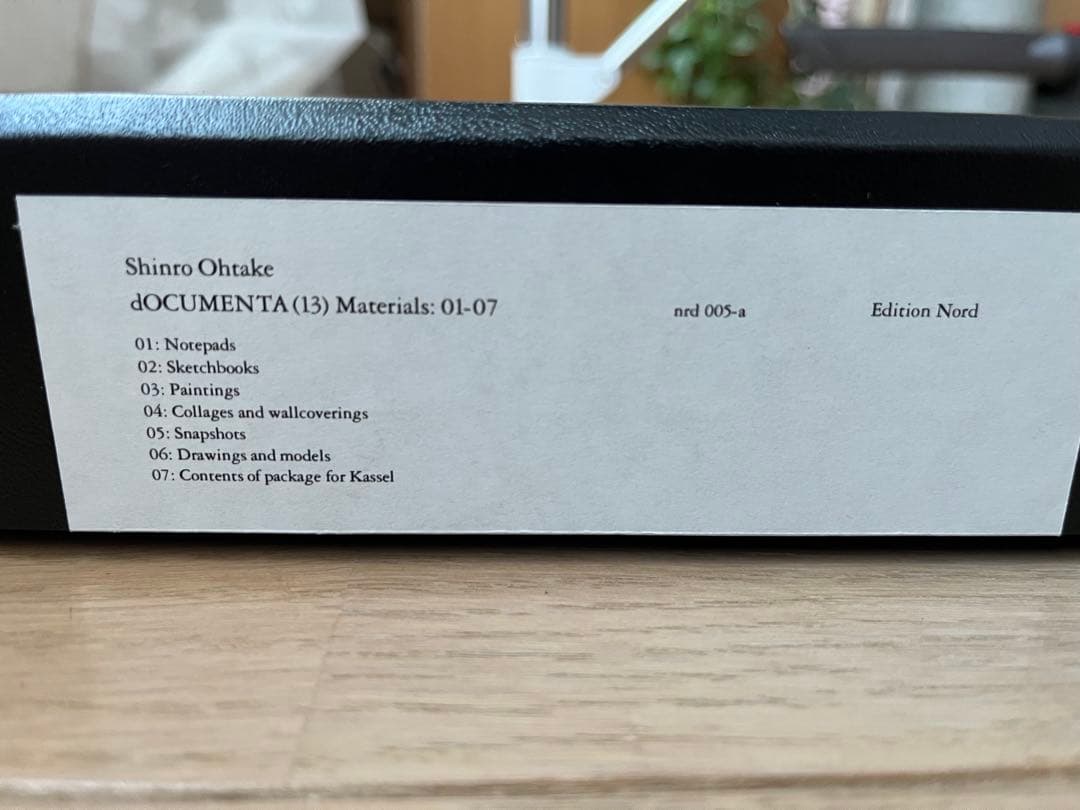 Shinro Ohtake
dOCUMENTA (13) Materials: 01-07 nrd 005-a Edition Nord
01: Notepads
02: Sketchbooks
03: Paintings
04: Collages and wallcoverings
05: Snapshots
06: Drawings and models
07: Contents of package for Kassel